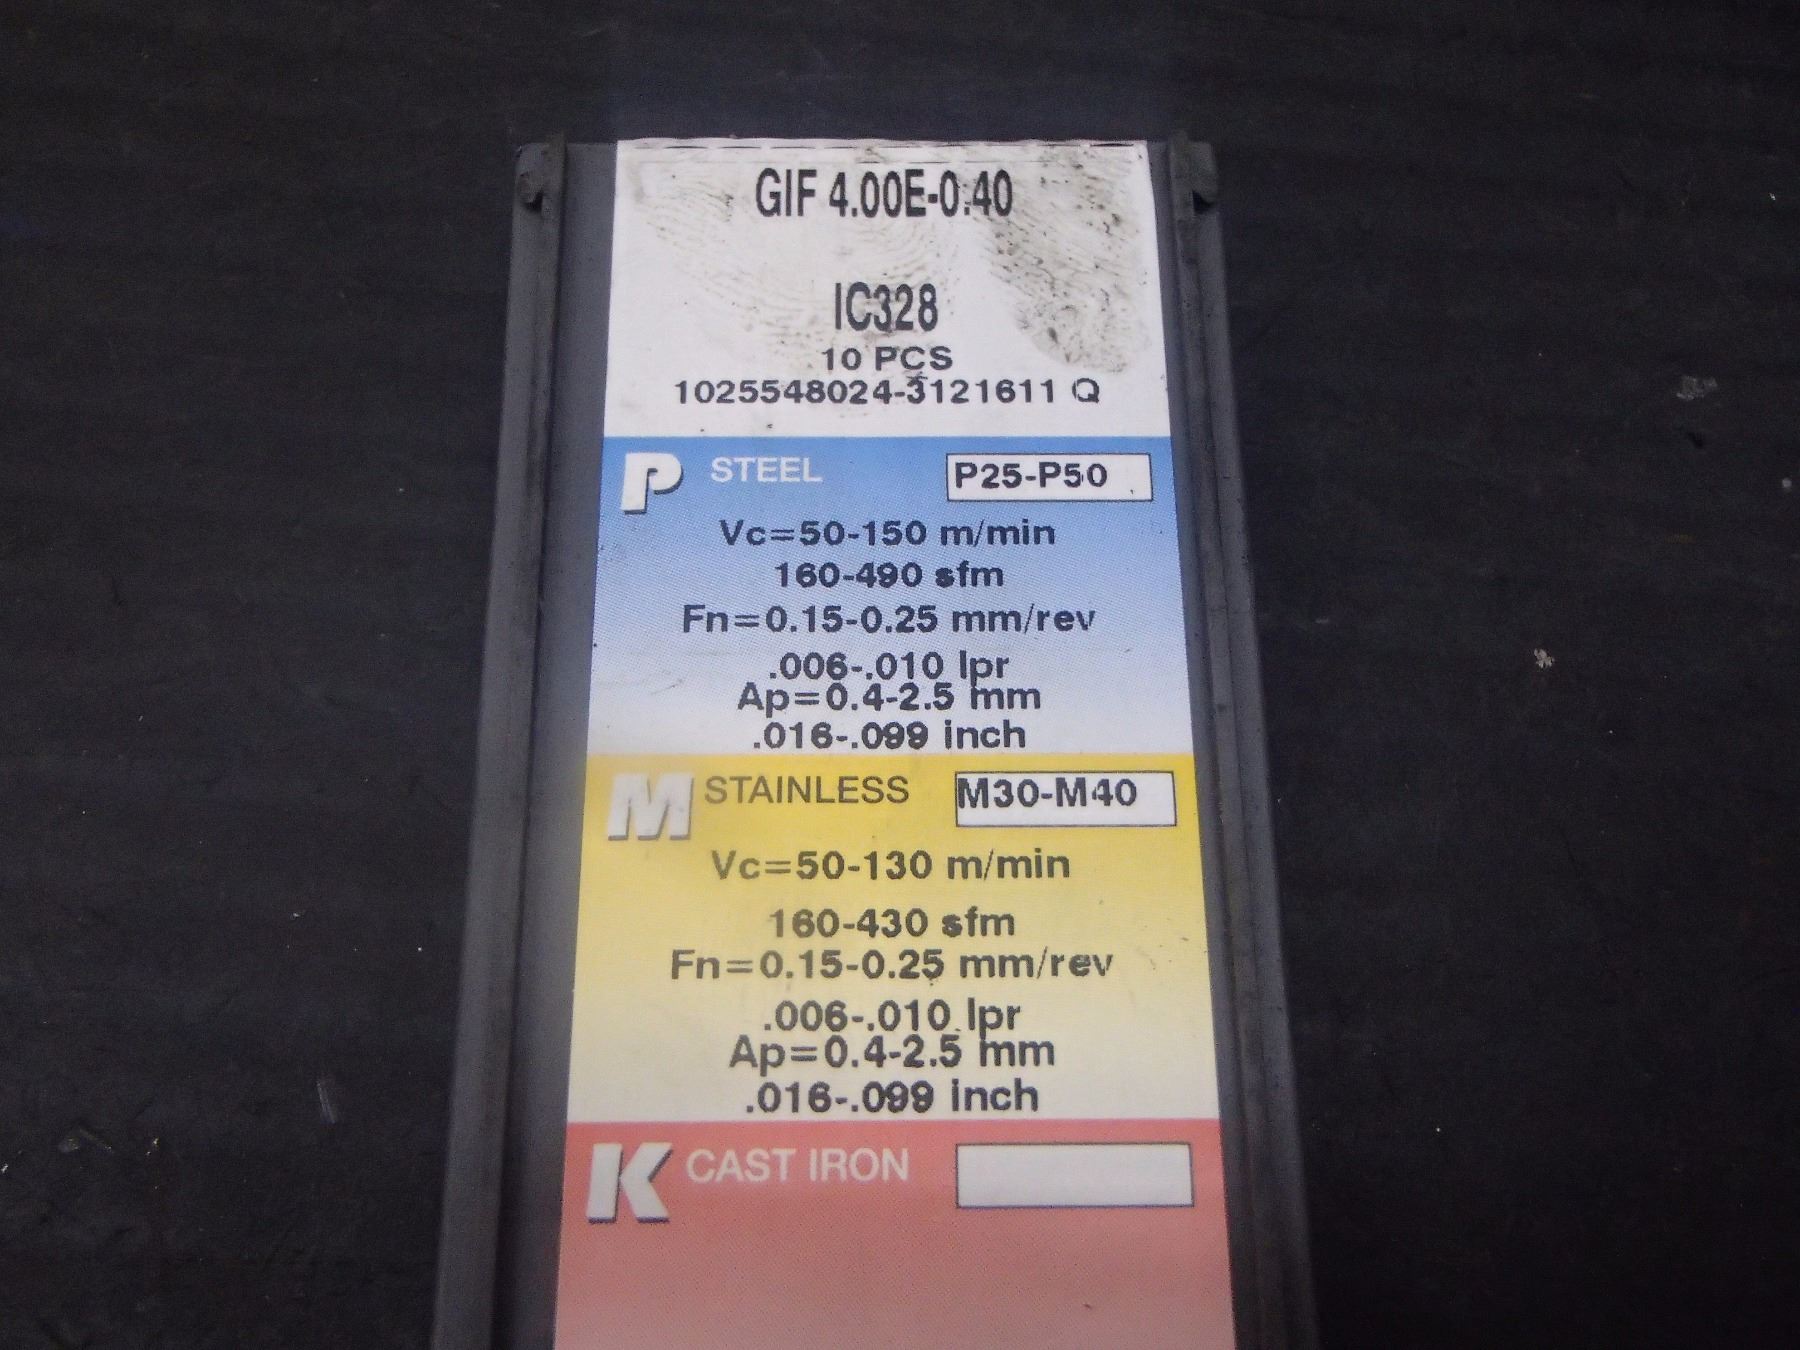 GIF 4.00E-0.40
IC328
10 PCS
1025548024-3121611 Q
P STEEL P25-P50
Vc=50-150 m/min
160-490 sfm
Fn=0.15-0.25 mm/rev
.006-.010 Ipr
Ap=0.4-2.5 mm
.016-.099 inch
M STAINLESS M30-M40
Vc=50-130 m/min
160-430 sfm
Fn=0.15-0.25 mm/rev
.006-.010 Ipr
Ap=0.4-2.5 mm
.016-.099 inch
K CAST IRON